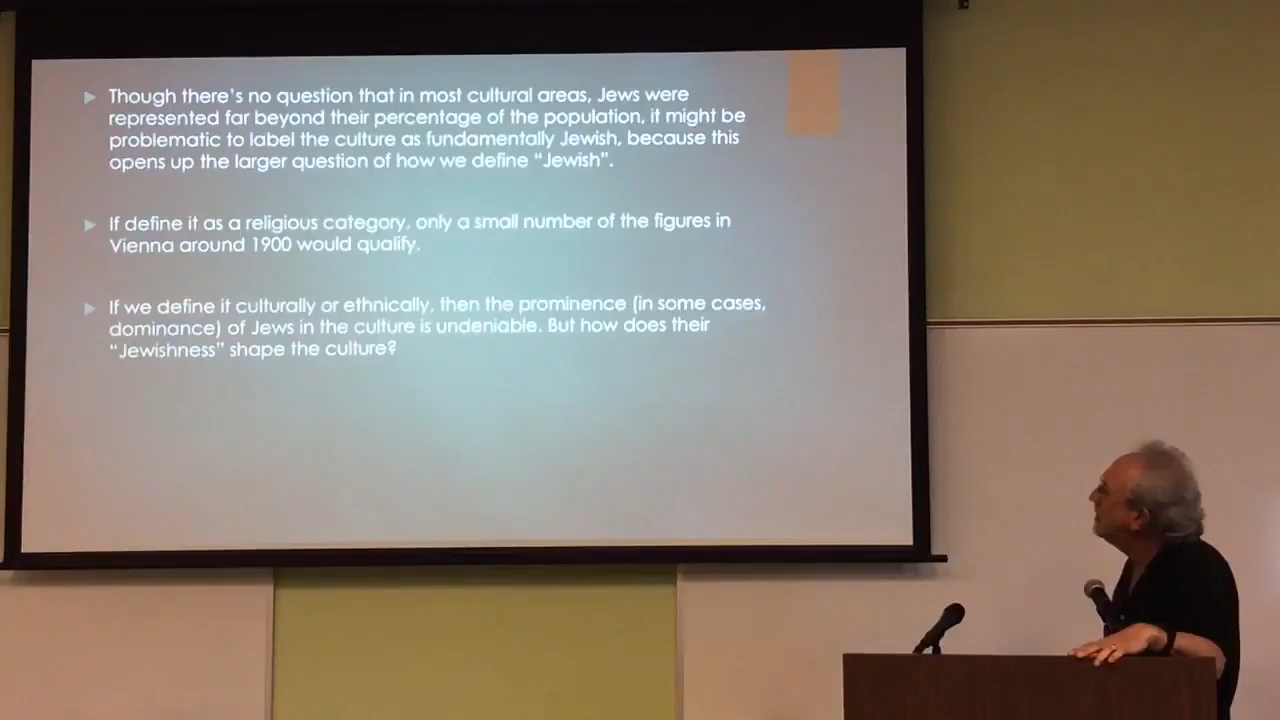 Though there's no question that in most cultural areas, Jews were
represented far beyond their percentage of the population, it might be
problematic to label the culture as fundamentally Jewish, because this
opens up the larger question of how we define “Jewish”.
If define it as a religious category, only a small number of the figures in
Vienna around 1900 would qualify.
If we define it culturally or ethnically, then the prominence (in some cases,
dominance) of Jews in the culture is undeniable. But how does their
“Jewishness” shape the culture?